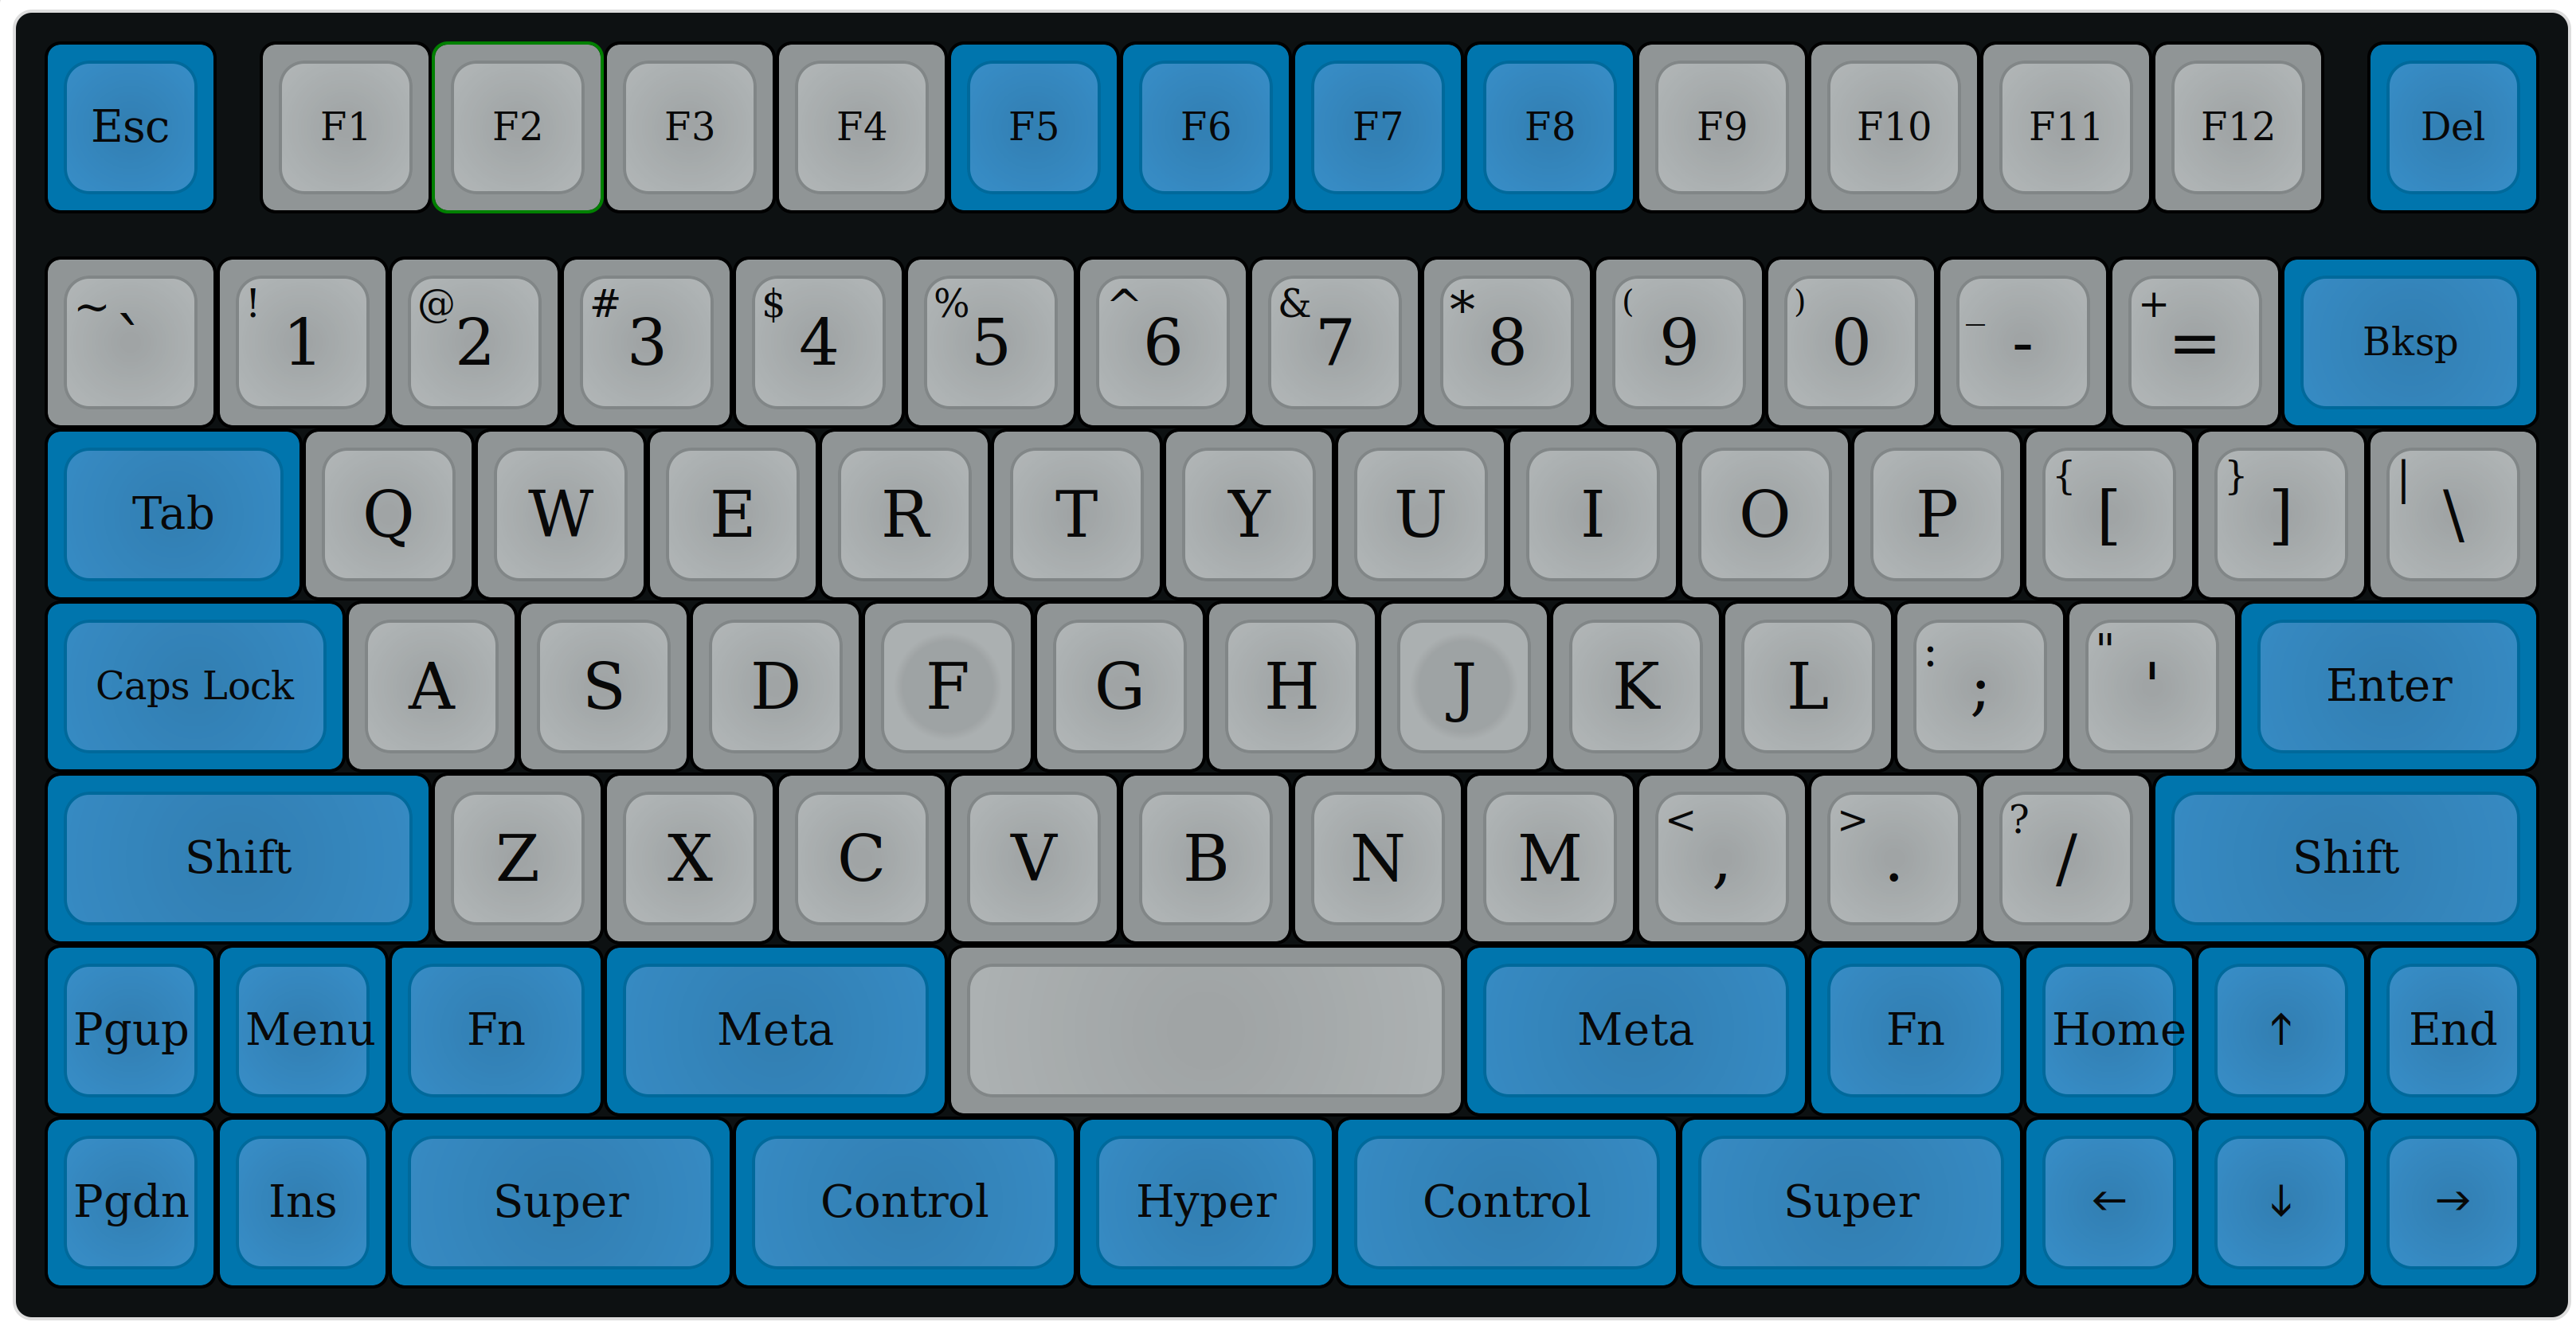 Esc F1 F2 F3 F4 F5 F6 F7 F8 F9 F10 F11 F12 Del
~ ` ! 1 @ 2 # 3 $ 4 % 5 ^ 6 & 7 * 8 ( 9 ) 0 _ - + = Bksp
Tab Q W E R T Y U I O P { [ } ] | \
Caps Lock A S D F G H J K L : ; " ' Enter
Shift Z X C V B N M < , > . ? / Shift
Pgup Menu Fn Meta Meta Fn Home ↑ End
Pgdn Ins Super Control Hyper Control Super ← ↓ →